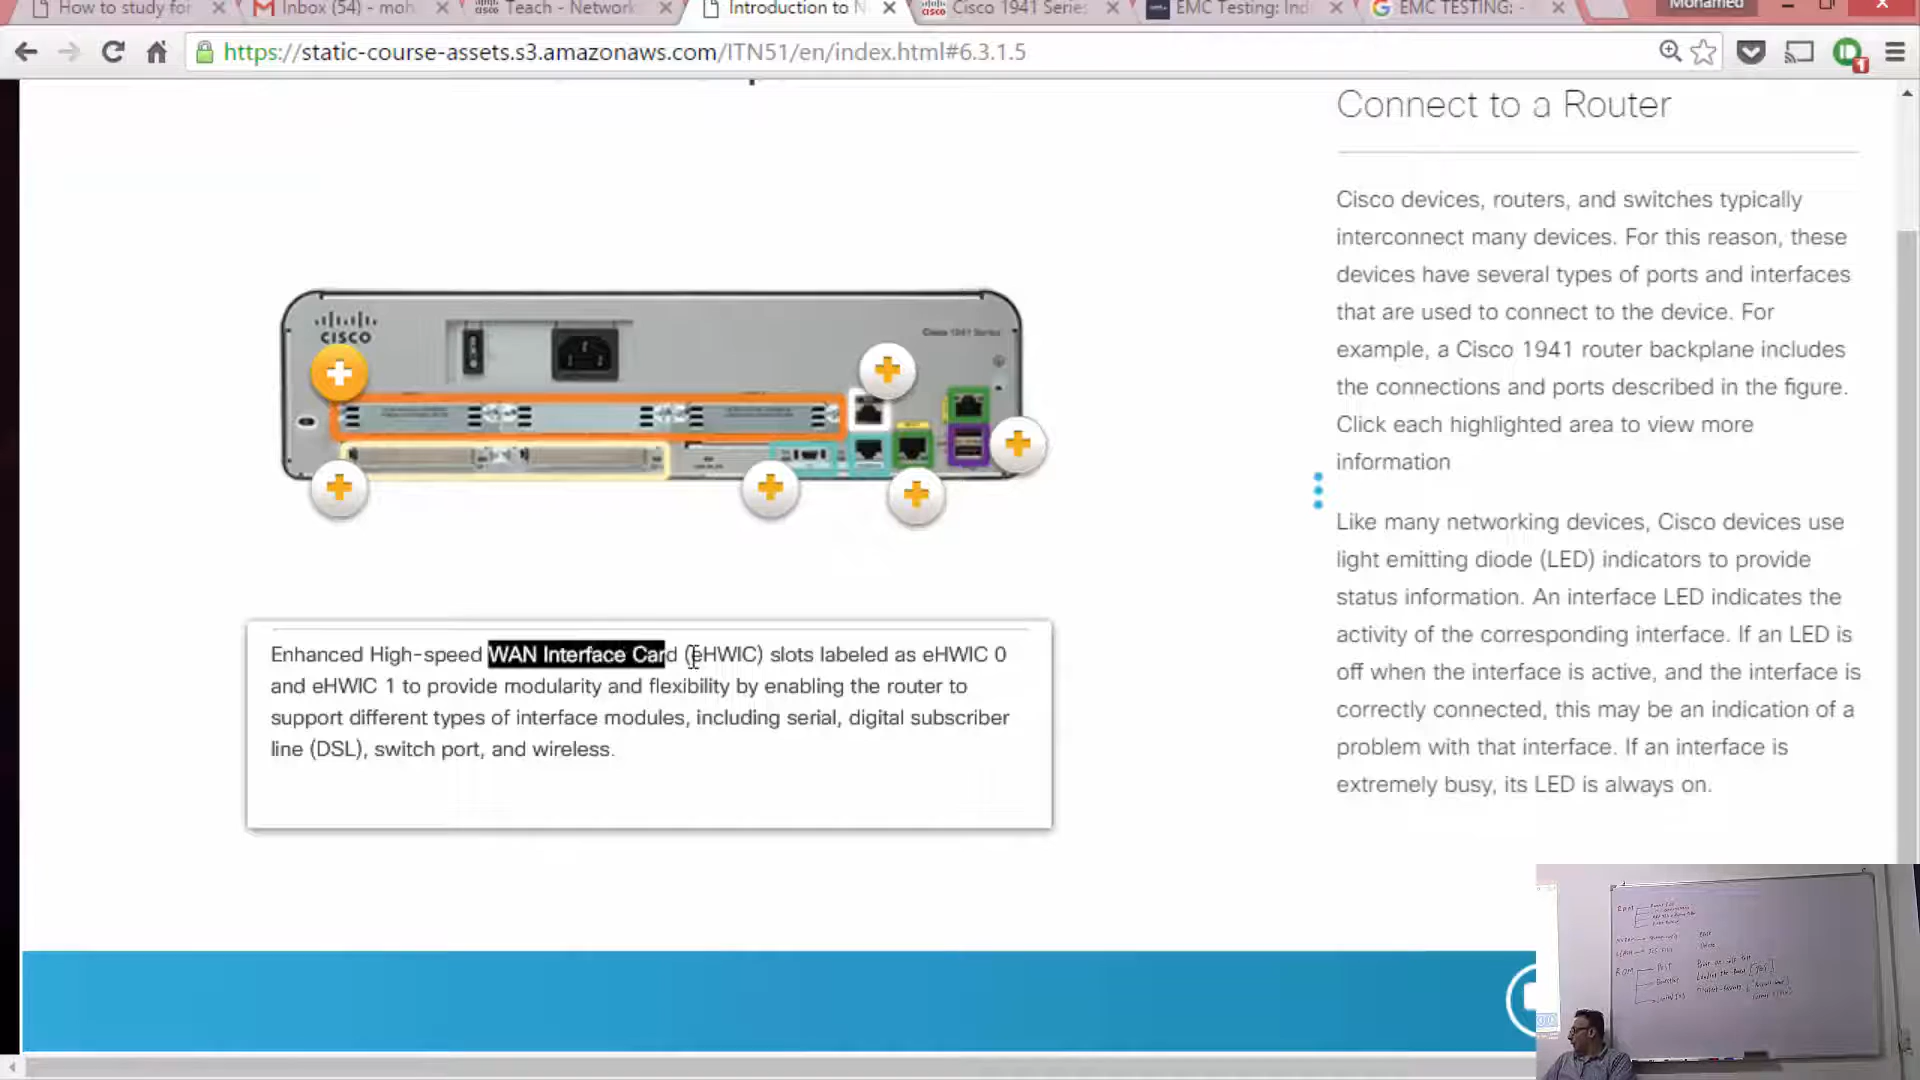 How to study for
Inbox (54) - moh
Teach - Network
Introduction to N
Cisco 1941 Series
EMC Testing: Ind
EMC TESTING: -
Mohamed
https://static-course-assets.s3.amazonaws.com/ITN51/en/index.html#6.3.1.5
1
Connect to a Router
Cisco devices, routers, and switches typically
interconnect many devices. For this reason, these
devices have several types of ports and interfaces
that are used to connect to the device. For
example, a Cisco 1941 router backplane includes
the connections and ports described in the figure.
Click each highlighted area to view more
information
Like many networking devices, Cisco devices use
light emitting diode (LED) indicators to provide
status information. An interface LED indicates the
activity of the corresponding interface. If an LED is
off when the interface is active, and the interface is
correctly connected, this may be an indication of a
problem with that interface. If an interface is
extremely busy, its LED is always on.
CISCO
Cisco 1941 Series
Enhanced High-speed WAN Interface Card (eHWIC) slots labeled as eHWIC 0
and eHWIC 1 to provide modularity and flexibility by enabling the router to
support different types of interface modules, including serial, digital subscriber
line (DSL), switch port, and wireless.
ROM
POST